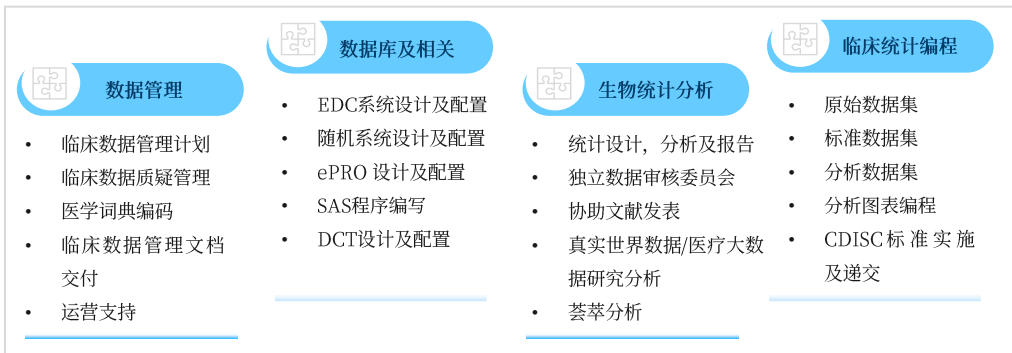 数据管理
• 临床数据管理计划
• 临床数据质疑管理
• 医学词典编码
• 临床数据管理文档
交付
• 运营支持
数据库及相关
• EDC系统设计及配置
• 随机系统设计及配置
• ePRO 设计及配置
• SAS程序编写
• DCT设计及配置
生物统计分析
• 统计设计，分析及报告
• 独立数据审核委员会
• 协助文献发表
• 真实世界数据/医疗大数
据研究分析
• 荟萃分析
临床统计编程
• 原始数据集
• 标准数据集
• 分析数据集
• 分析图表编程
• CDISC标准实施
及递交